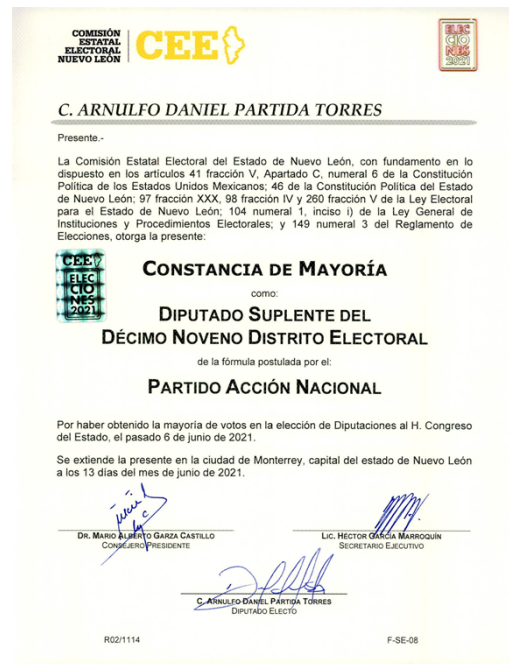 COMISIÓN
ESTATAL
ELECTORAL
NUEVO LEÓN
CEE
ELEC
CIO
NES
2021
C. ARNULFO DANIEL PARTIDA TORRES
Presente.-
La Comisión Estatal Electoral del Estado de Nuevo León, con fundamento en lo
dispuesto en los artículos 41 fracción V, Apartado C, numeral 6 de la Constitución
Política de los Estados Unidos Mexicanos; 46 de la Constitución Política del Estado
de Nuevo León; 97 fracción XXX, 98 fracción IV y 260 fracción V de la Ley Electoral
para el Estado de Nuevo León; 104 numeral 1, inciso i) de la Ley General de
Instituciones y Procedimientos Electorales; y 149 numeral 3 del Reglamento de
Elecciones, otorga la presente:
CEE
ELEC
CIO
NES
2021
CONSTANCIA DE MAYORÍA
como:
DIPUTADO SUPLENTE DEL
DÉCIMO NOVENO DISTRITO ELECTORAL
de la fórmula postulada por el:
PARTIDO ACCIÓN NACIONAL
Por haber obtenido la mayoría de votos en la elección de Diputaciones al H. Congreso
del Estado, el pasado 6 de junio de 2021.
Se extiende la presente en la ciudad de Monterrey, capital del estado de Nuevo León
a los 13 días del mes de junio de 2021.
DR. MARIO ALBERTO GARZA CASTILLO
CONSEJERO PRESIDENTE
LIC. HÉCTOR GARCÍA MARROQUÍN
SECRETARIO EJECUTIVO
C. ARNULFO DANIEL PARTIDA TORRES
DIPUTADO ELECTO
R02/1114
F-SE-08